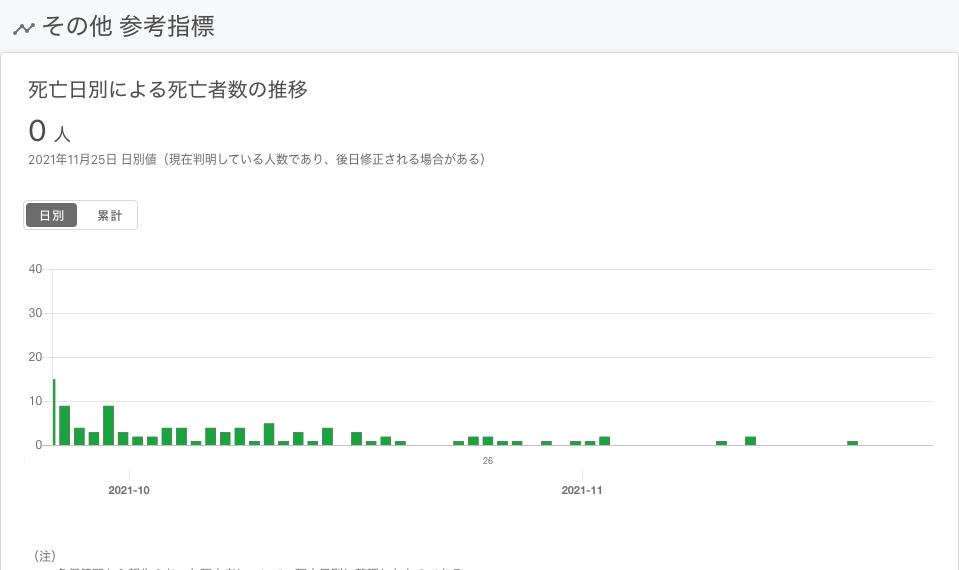 その他 参考指標
死亡日別による死亡者数の推移
0 人
2021年11月25日 日別値（現在判明している人数であり、後日修正される場合がある）
日別 累計
40
30
20
10
0
26
2021-10 2021-11
（注）